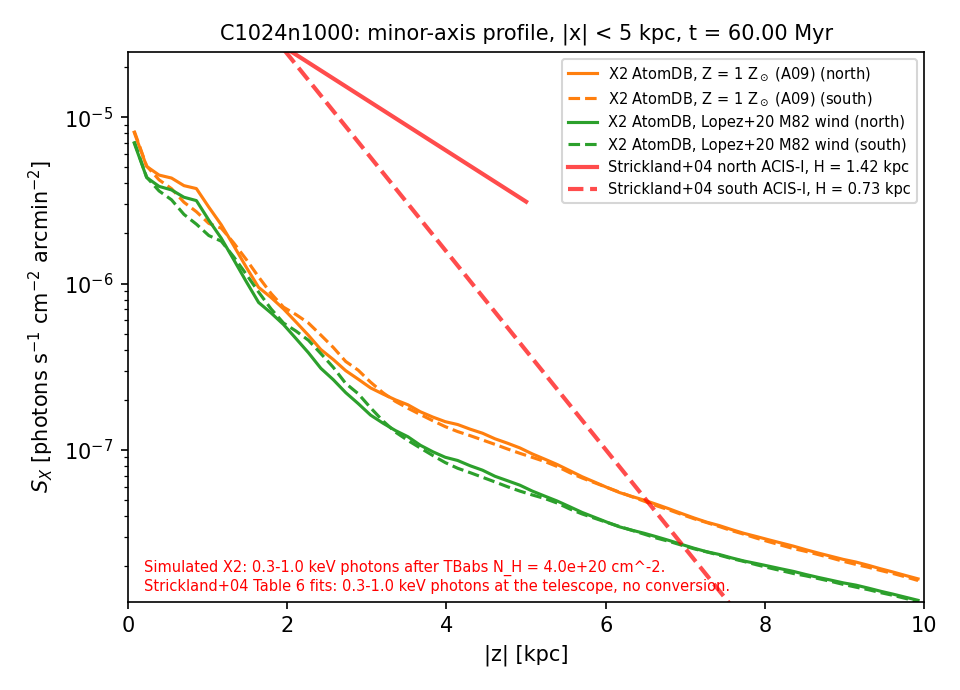 C1024n1000: minor-axis profile, |x| < 5 kpc, t = 60.00 Myr
X2 AtomDB, Z = 1 Z⊙ (A09) (north)
X2 AtomDB, Z = 1 Z⊙ (A09) (south)
X2 AtomDB, Lopez+20 M82 wind (north)
X2 AtomDB, Lopez+20 M82 wind (south)
Strickland+04 north ACIS-I, H = 1.42 kpc
Strickland+04 south ACIS-I, H = 0.73 kpc
10⁻⁵
10⁻⁶
10⁻⁷
S_X [photons s⁻¹ cm⁻² arcmin⁻²]
Simulated X2: 0.3-1.0 keV photons after TBabs N_H = 4.0e+20 cm^-2.
Strickland+04 Table 6 fits: 0.3-1.0 keV photons at the telescope, no conversion.
0 2 4 6 8 10
|z| [kpc]